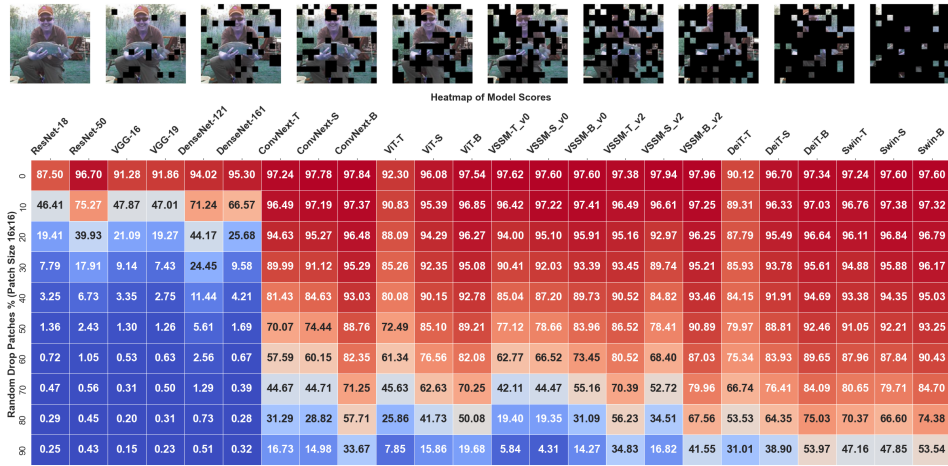 Heatmap of Model Scores
ResNet-18 ResNet-50 VGG-16 VGG-19 DenseNet-121 DenseNet-161 ConvNext-T ConvNext-S ConvNext-B ViT-T ViT-S ViT-B VSSM-T_v0 VSSM-S_v0 VSSM-B_v0 VSSM-T_v2 VSSM-S_v2 VSSM-B_v2 DeiT-T DeiT-S DeiT-B Swin-T Swin-S Swin-B
Random Drop Patches % (Patch Size 16x16)
0 87.50 96.70 91.28 91.86 94.02 95.30 97.24 97.78 97.84 92.30 96.08 97.54 97.62 97.60 97.60 97.38 97.94 97.96 90.12 96.70 97.34 97.24 97.60 97.60
10 46.41 75.27 47.87 47.01 71.24 66.57 96.49 97.19 97.37 90.83 95.39 96.85 96.42 97.22 97.41 96.49 96.61 97.25 89.31 96.33 97.03 96.76 97.38 97.32
20 19.41 39.93 21.09 19.27 44.17 25.68 94.63 95.27 96.48 88.09 94.29 96.27 94.00 95.10 95.91 95.16 92.97 96.25 87.79 95.49 96.64 96.11 96.84 96.79
30 7.79 17.91 9.14 7.43 24.45 9.58 89.99 91.12 95.29 85.26 92.35 95.08 90.41 92.03 93.39 93.45 89.74 95.21 85.93 93.78 95.61 94.88 95.88 96.17
40 3.25 6.73 3.35 2.75 11.44 4.21 81.43 84.63 93.03 80.08 90.15 92.78 85.04 87.20 89.73 90.52 84.82 93.46 84.15 91.91 94.69 93.38 94.35 95.03
50 1.36 2.43 1.30 1.26 5.61 1.69 70.07 74.44 88.76 72.49 85.10 89.21 77.12 78.66 83.96 86.52 78.41 90.89 79.97 88.81 92.46 91.05 92.21 93.25
60 0.72 1.05 0.53 0.63 2.56 0.67 57.59 60.15 82.35 61.34 76.56 82.08 62.77 66.52 73.45 80.52 68.40 87.03 75.34 83.93 89.65 87.96 87.84 90.43
70 0.47 0.56 0.31 0.50 1.29 0.39 44.67 44.71 71.25 45.63 62.63 70.25 42.11 44.47 55.16 70.39 52.72 79.96 66.74 76.41 84.09 80.65 79.71 84.70
80 0.29 0.45 0.20 0.31 0.73 0.28 31.29 28.82 57.71 25.86 41.73 50.08 19.40 19.35 31.09 56.23 34.51 67.56 53.53 64.35 75.03 70.37 66.60 74.38
90 0.25 0.43 0.15 0.23 0.51 0.32 16.73 14.98 33.67 7.85 15.86 19.68 5.84 4.31 14.27 34.83 16.82 41.55 31.01 38.90 53.97 47.16 47.85 53.54